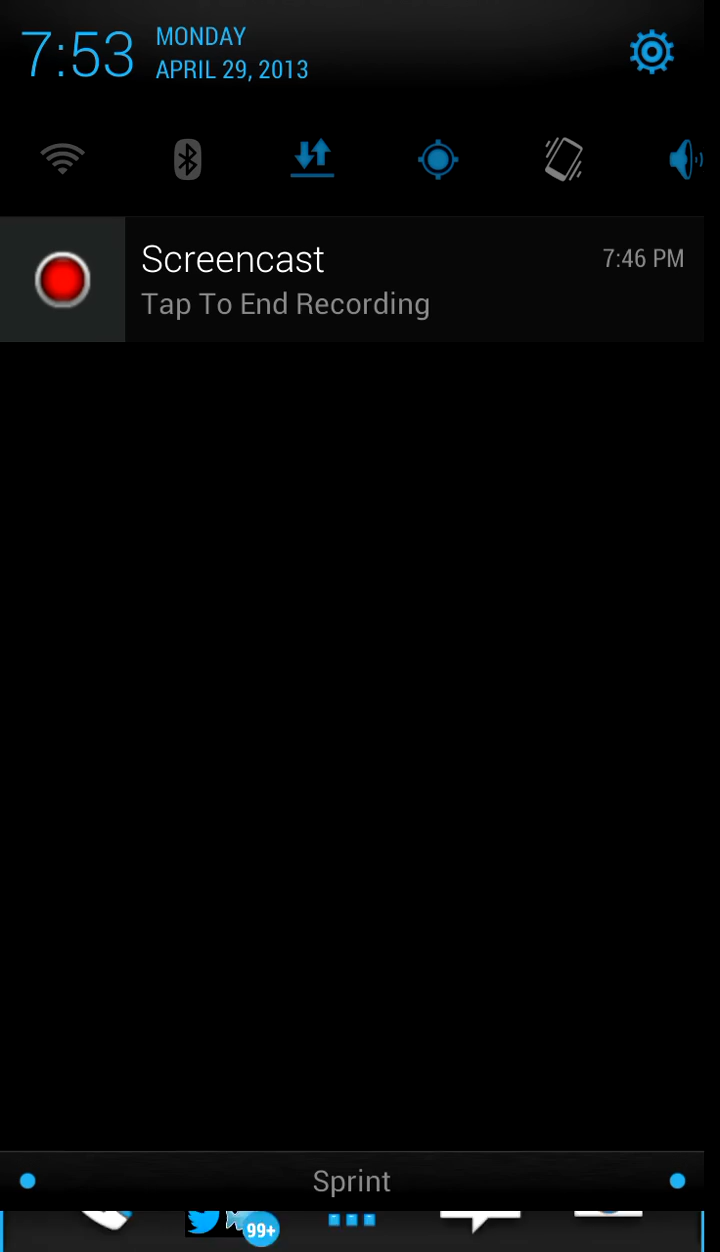 7:53
MONDAY
APRIL 29, 2013
Screencast
7:46 PM
Tap To End Recording
Sprint
99+